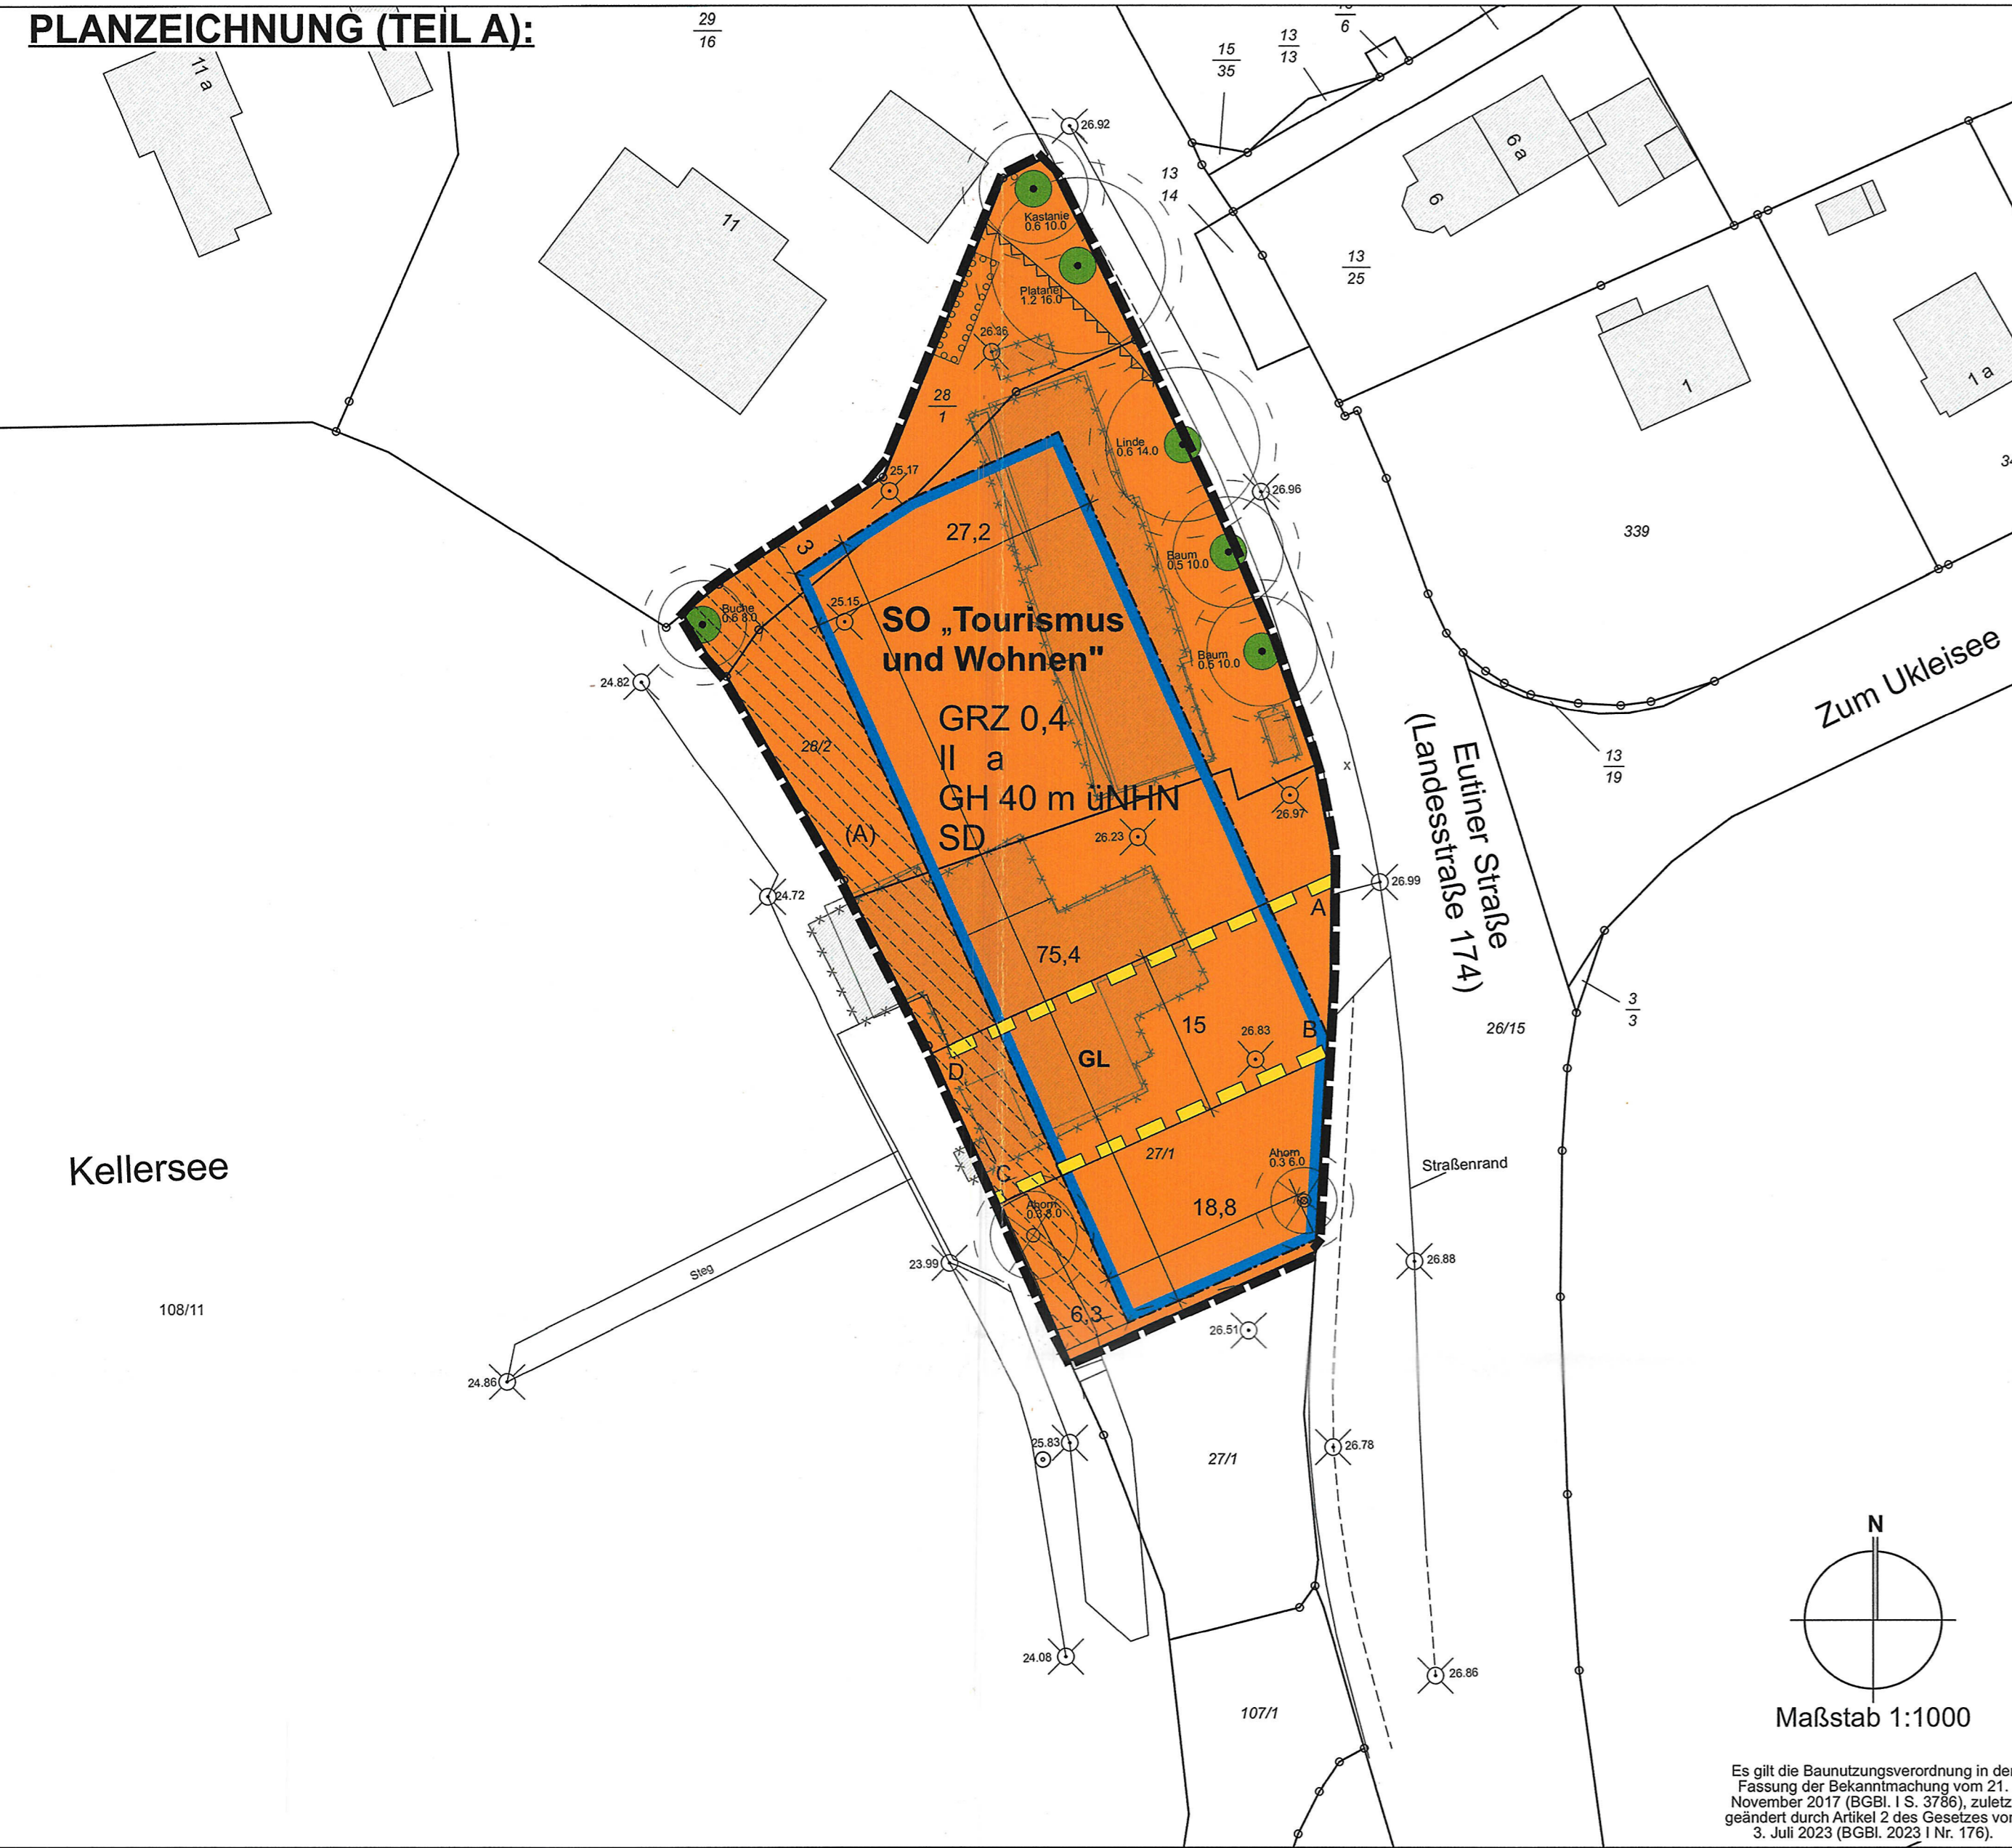 PLANZEICHNUNG (TEIL A):
29
16
6
15
35
13
13
11 a
26.92
6 a
6
11
13
14
Kastanie
0.6 10.0
13
25
Platane
1.2 16.0
26.36
1
1 a
28
1
Linde
0.6 14.0
25.17
26.96
34
27,2
339
3
Baum
0.5 10.0
Buche
0.6 8.0
25.15
SO „Tourismus
und Wohnen"
Baum
0.5 10.0
24.82
Zum Ukleisee
GRZ 0,4
28/2
II a
13
19
GH 40 m üNHN
26.97
(A)
SD
26.23
Eutiner Straße
(Landesstraße 174)
24.72
26.99
A
75,4
3
3
15
26.83
B
26/15
GL
D
27/1
Ahorn
0.3 6.0
Straßenrand
Kellersee
C
18,8
Ahorn
0.3 8.0
23.99
26.88
Steg
108/11
6,3
26.51
24.86
25.83
26.78
27/1
N
24.08
26.86
107/1
Maßstab 1:1000
Es gilt die Baunutzungsverordnung in der
Fassung der Bekanntmachung vom 21.
November 2017 (BGBl. I S. 3786), zuletz
geändert durch Artikel 2 des Gesetzes vo
3. Juli 2023 (BGBl. 2023 I Nr. 176).